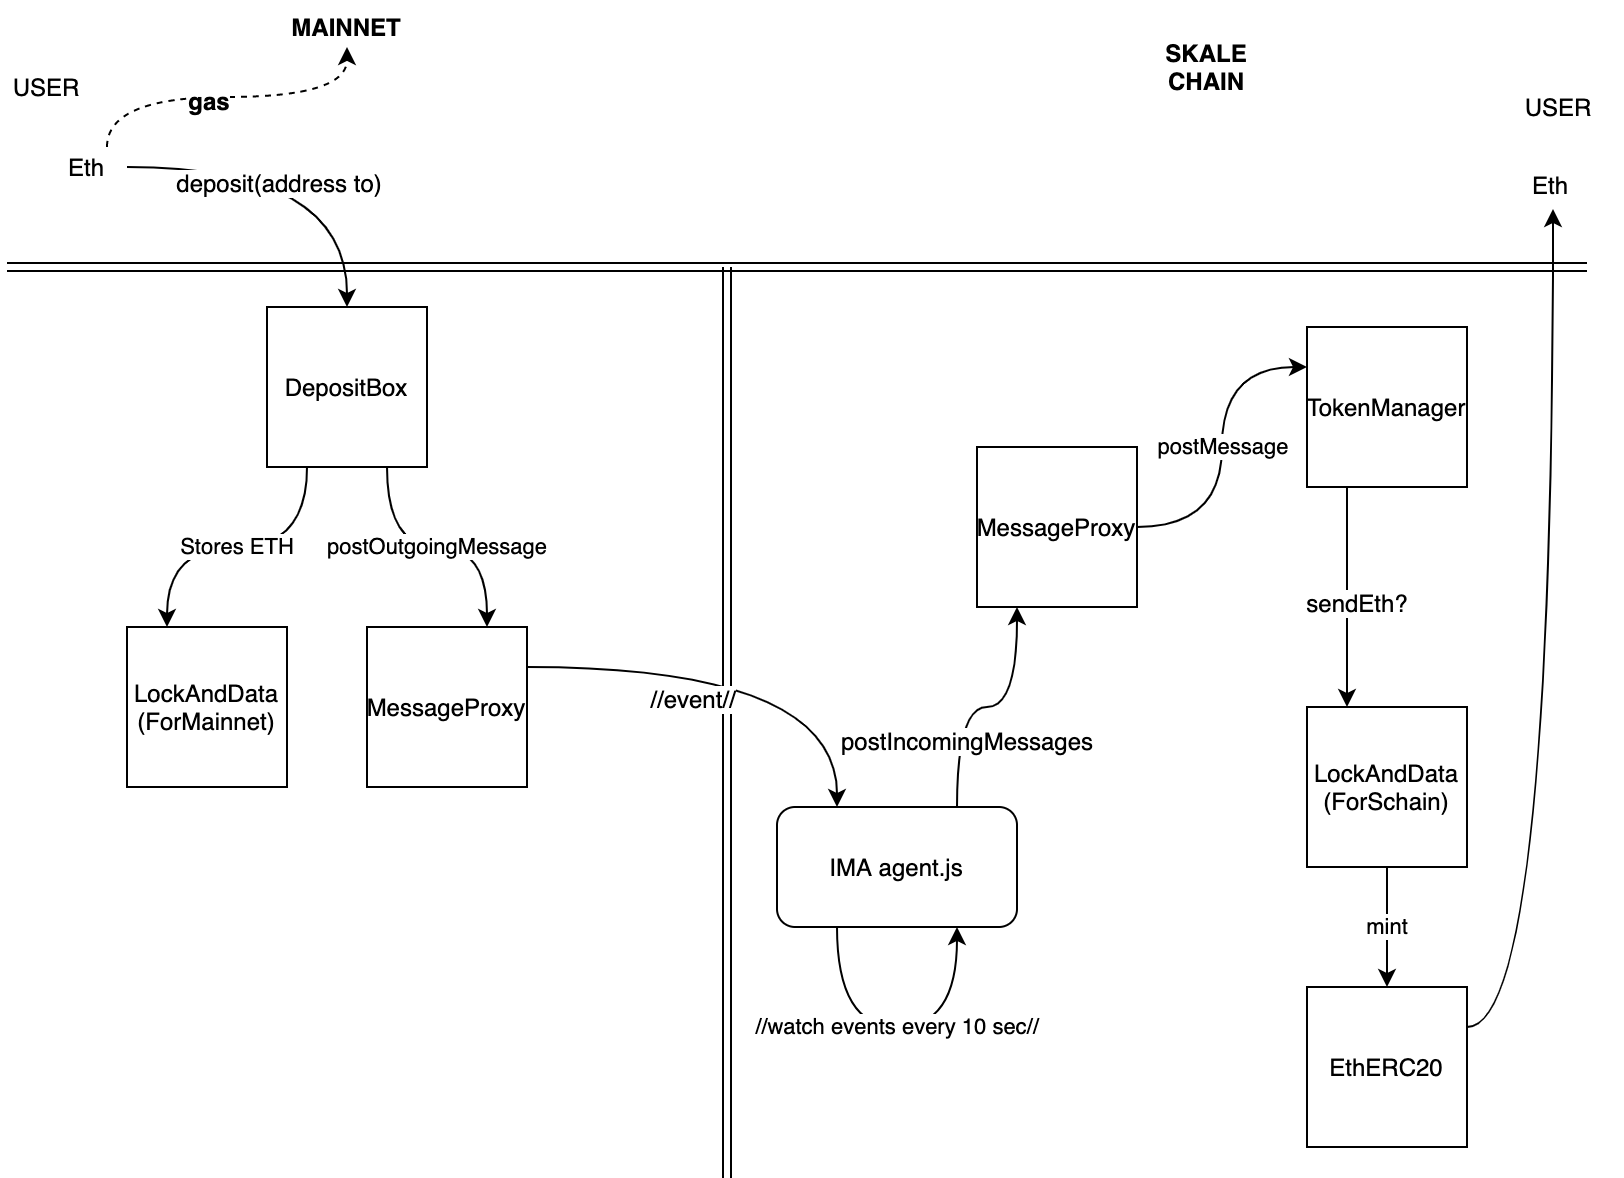 MAINNET
SKALE
CHAIN
USER
gas
USER
Eth
deposit(address to)
Eth
DepositBox
TokenManager
postMessage
MessageProxy
Stores ETH
postOutgoingMessage
sendEth?
LockAndData
(ForMainnet)
MessageProxy
//event//
postIncomingMessages
LockAndData
(ForSchain)
IMA agent.js
mint
//watch events every 10 sec//
EthERC20